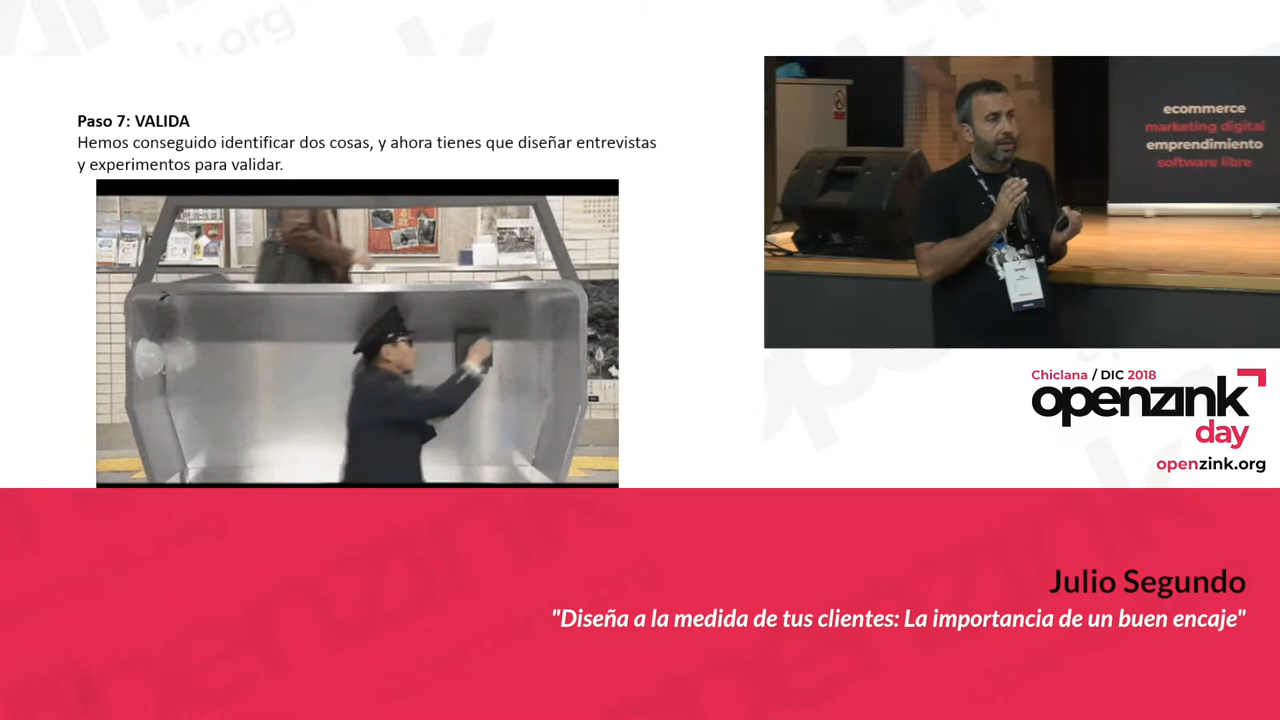 Paso 7: VALIDA
Hemos conseguido identificar dos cosas, y ahora tienes que diseñar entrevistas
y experimentos para validar.
ecommerce
marketing digital
emprendimiento
software libre
Chiclana / DIC 2018
openzink
day
openzink.org
Julio Segundo
"Diseña a la medida de tus clientes: La importancia de un buen encaje"